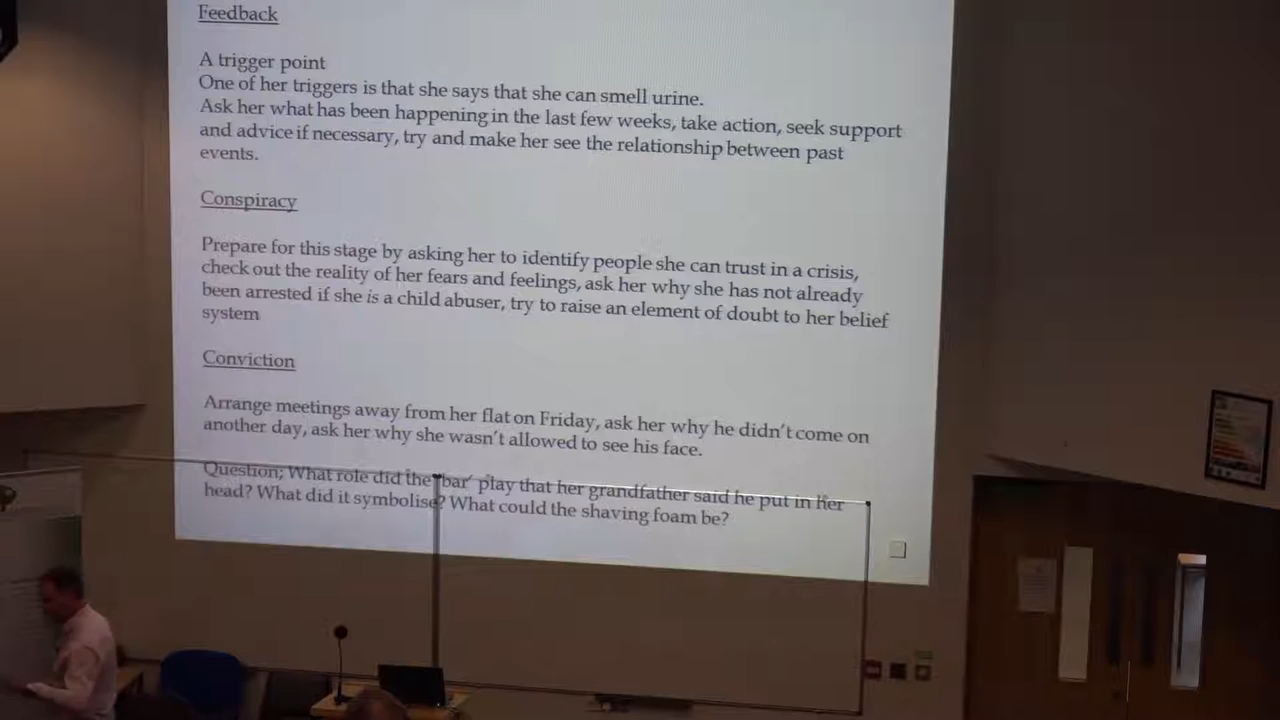 Feedback
A trigger point
One of her triggers is that she says that she can smell urine.
Ask her what has been happening in the last few weeks, take action, seek support
and advice if necessary, try and make her see the relationship between past
events.
Conspiracy
Prepare for this stage by asking her to identify people she can trust in a crisis,
check out the reality of her fears and feelings, ask her why she has not already
been arrested if she is a child abuser, try to raise an element of doubt to her belief
system
Conviction
Arrange meetings away from her flat on Friday, ask her why he didn't come on
another day, ask her why she wasn't allowed to see his face.
Question; What role did the 'bar' play that her grandfather said he put in her
head? What did it symbolise? What could the shaving foam be?